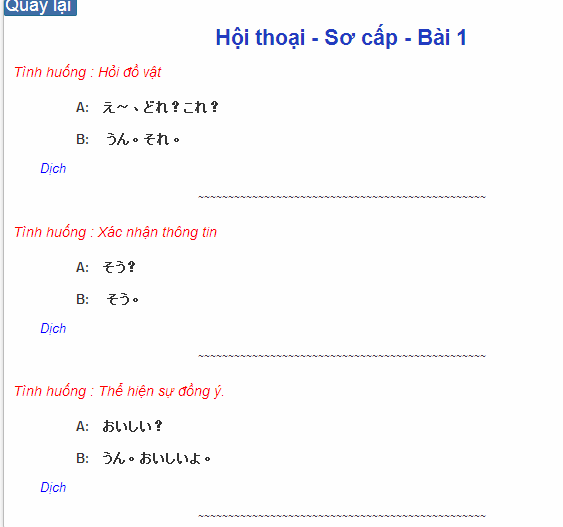 Quay lại
Hội thoại - Sơ cấp - Bài 1
Tình huống : Hỏi đồ vật
A: え～、どれ？これ？
B: うん。それ。
Dịch
~~~~~~~~~~~~~~~~~~~~~~~~~~~~~~~~~~~~~~~~~~~~~~~~
Tình huống : Xác nhận thông tin
A: そう？
B: そう。
Dịch
~~~~~~~~~~~~~~~~~~~~~~~~~~~~~~~~~~~~~~~~~~~~~~~~
Tình huống : Thể hiện sự đồng ý.
A: おいしい？
B: うん。おいしいよ。
Dịch
~~~~~~~~~~~~~~~~~~~~~~~~~~~~~~~~~~~~~~~~~~~~~~~~